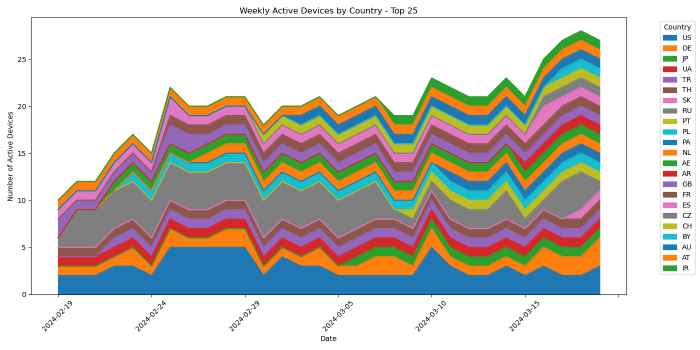 Weekly Active Devices by Country - Top 25
Number of Active Devices
25
20
15
10
5
0
2024-02-19
2024-02-24
2024-02-29
2024-03-05
2024-03-10
2024-03-15
Date
Country
US
DE
JP
UA
TR
TH
SK
RU
PT
PL
PA
NL
AE
AR
GB
FR
ES
CZ
CH
BY
AU
AT
IR